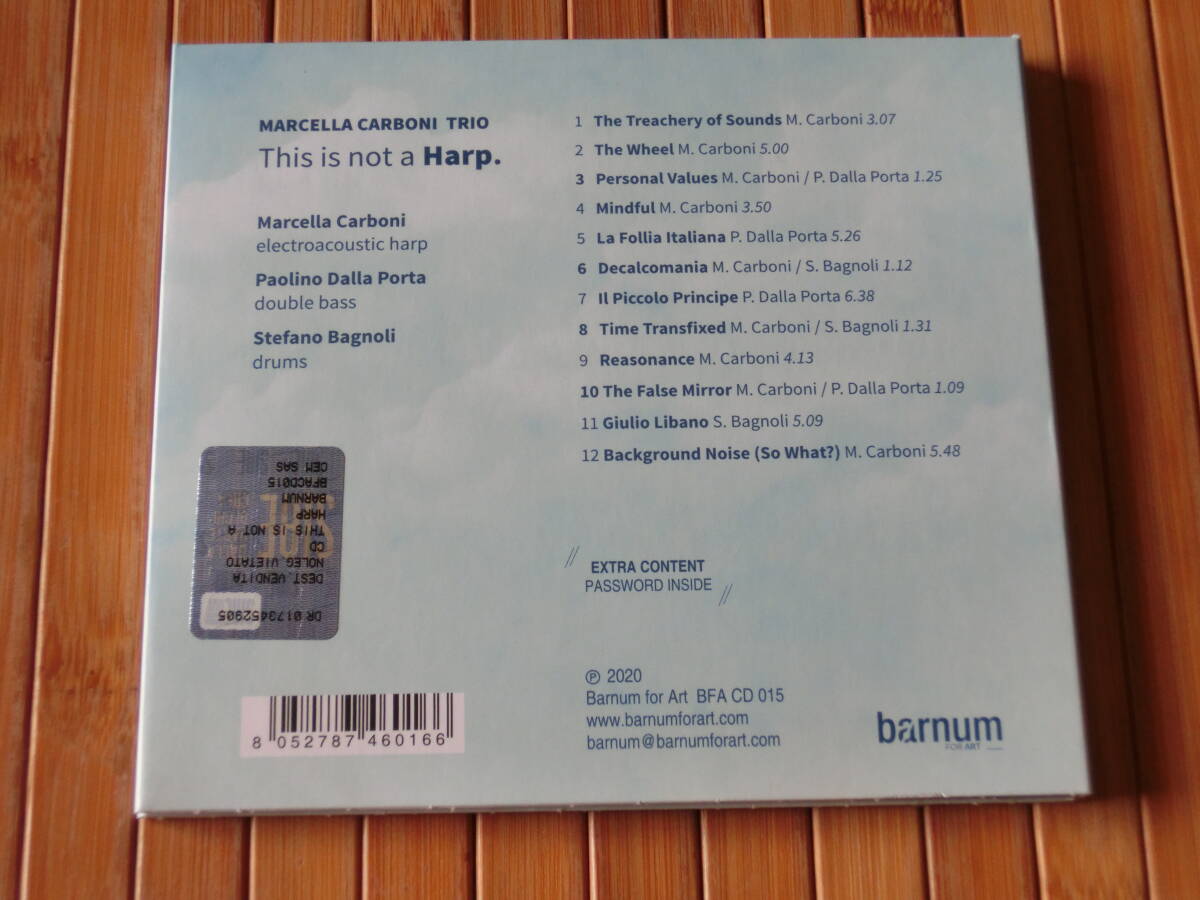 MARCELLA CARBONI TRIO
This is not a Harp.
Marcella Carboni
electroacoustic harp
Paolino Dalla Porta
double bass
Stefano Bagnoli
drums
1 The Treachery of Sounds M. Carboni 3.07
2 The Wheel M. Carboni 5.00
3 Personal Values M. Carboni / P. Dalla Porta 1.25
4 Mindful M. Carboni 3.50
5 La Follia Italiana P. Dalla Porta 5.26
6 Decalcomania M. Carboni / S. Bagnoli 1.12
7 Il Piccolo Principe P. Dalla Porta 6.38
8 Time Transfixed M. Carboni / S. Bagnoli 1.31
9 Reasonance M. Carboni 4.13
10 The False Mirror M. Carboni / P. Dalla Porta 1.09
11 Giulio Libano S. Bagnoli 5.09
12 Background Noise (So What?) M. Carboni 5.48
DR 0173452905
DEST. VENDITA
NOLEG VIETATO
CD
THIS IS NOT A
HARP
BARNUM
BFACD015
CEM SAS
// EXTRA CONTENT
PASSWORD INSIDE //
8 052787 460166
℗ 2020
Barnum for Art BFA CD 015
www.barnumforart.com
barnum@barnumforart.com
barnum
FOR ART